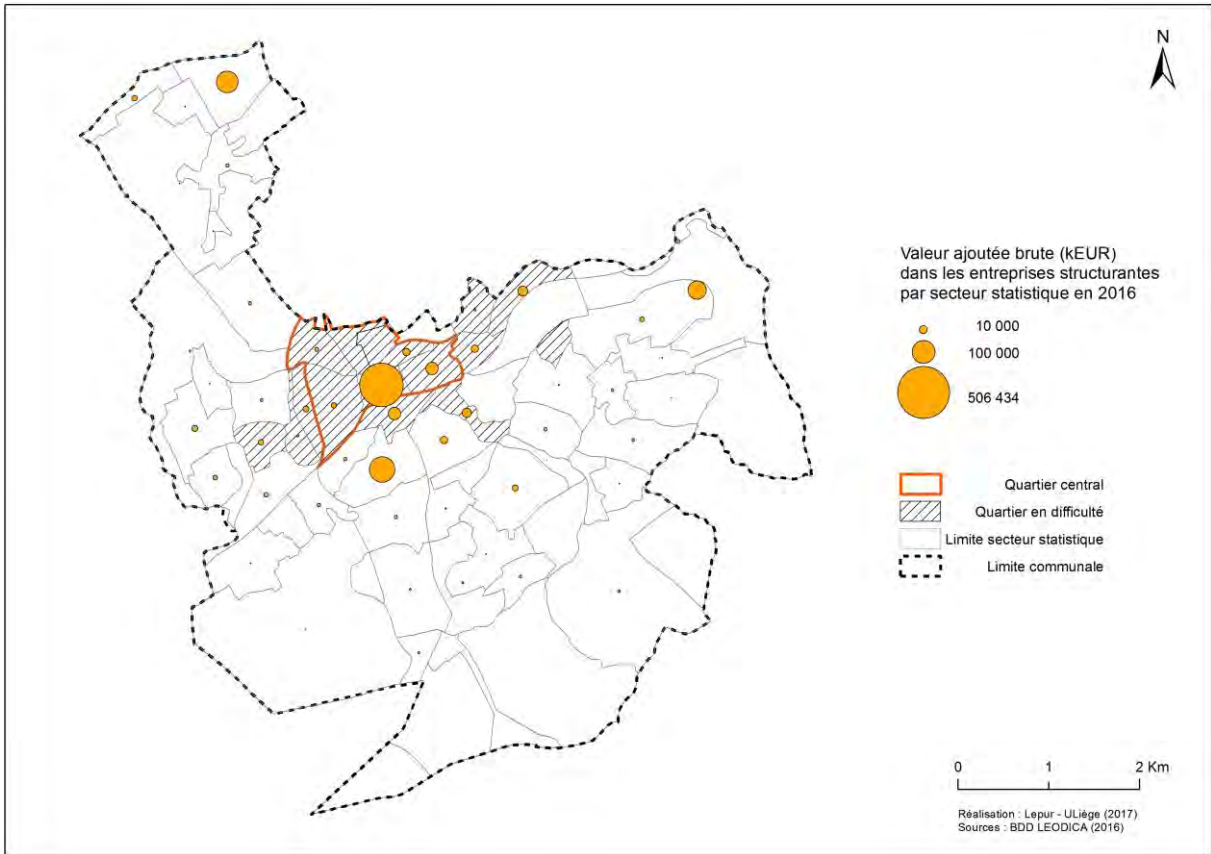 N
Valeur ajoutée brute (kEUR)
dans les entreprises structurantes
par secteur statistique en 2016
10 000
100 000
506 434
Quartier central
Quartier en difficulté
Limite secteur statistique
Limite communale
0 1 2 Km
Réalisation : Lepur - ULiège (2017)
Sources : BDD LEODICA (2016)